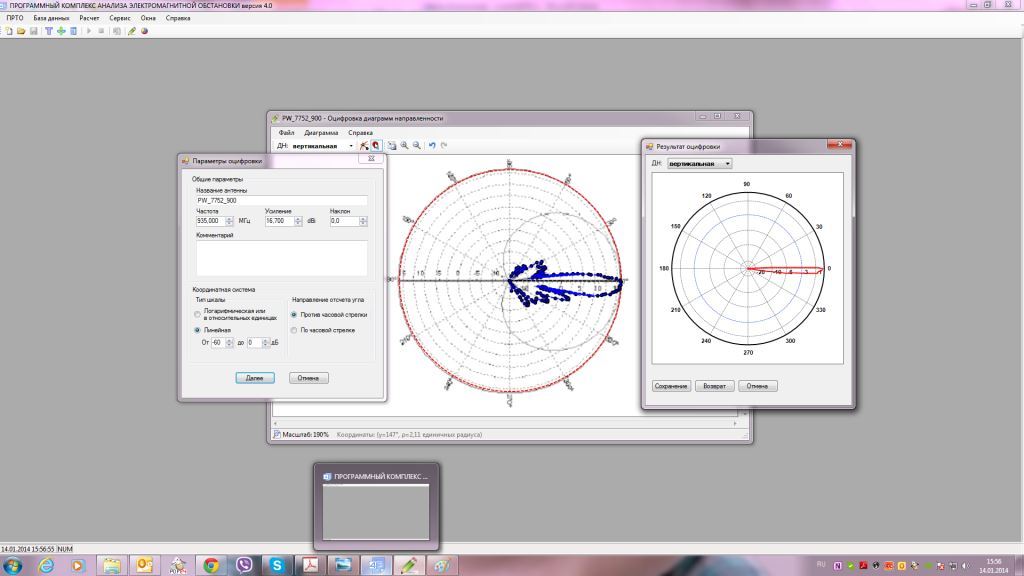 ПРОГРАММНЫЙ КОМПЛЕКС АНАЛИЗА ЭЛЕКТРОМАГНИТНОЙ ОБСТАНОВКИ версия 4.0
ПРТО База данных Расчет Сервис Окна Справка
PW_7752_900 - Оцифровка диаграмм направленности
Файл Диаграмма Справка
ДН: вертикальная
Параметры оцифровки
Общие параметры
Название антенны
PW_7752_900
Частота Усиление Наклон
935,000 МГц 16,700 dBi 0,0
Комментарий
Координатная система
Тип шкалы
Логарифмическая или
в относительных единицах
Линейная
От -60 до 0 дБ
Направление отсчета угла
Против часовой стрелки
По часовой стрелке
Далее Отмена
Масштаб: 190% Координаты: (γ=147°, ρ=2,11 единичных радиуса)
Результат оцифровки
ДН: вертикальная
90
120 60
150 30
180 0
210 330
240 300
270
Сохранение Возврат Отмена
ПРОГРАММНЫЙ КОМПЛЕКС ...
14.01.2014 15:56:55 NUM
RU
15:56
14.01.2014